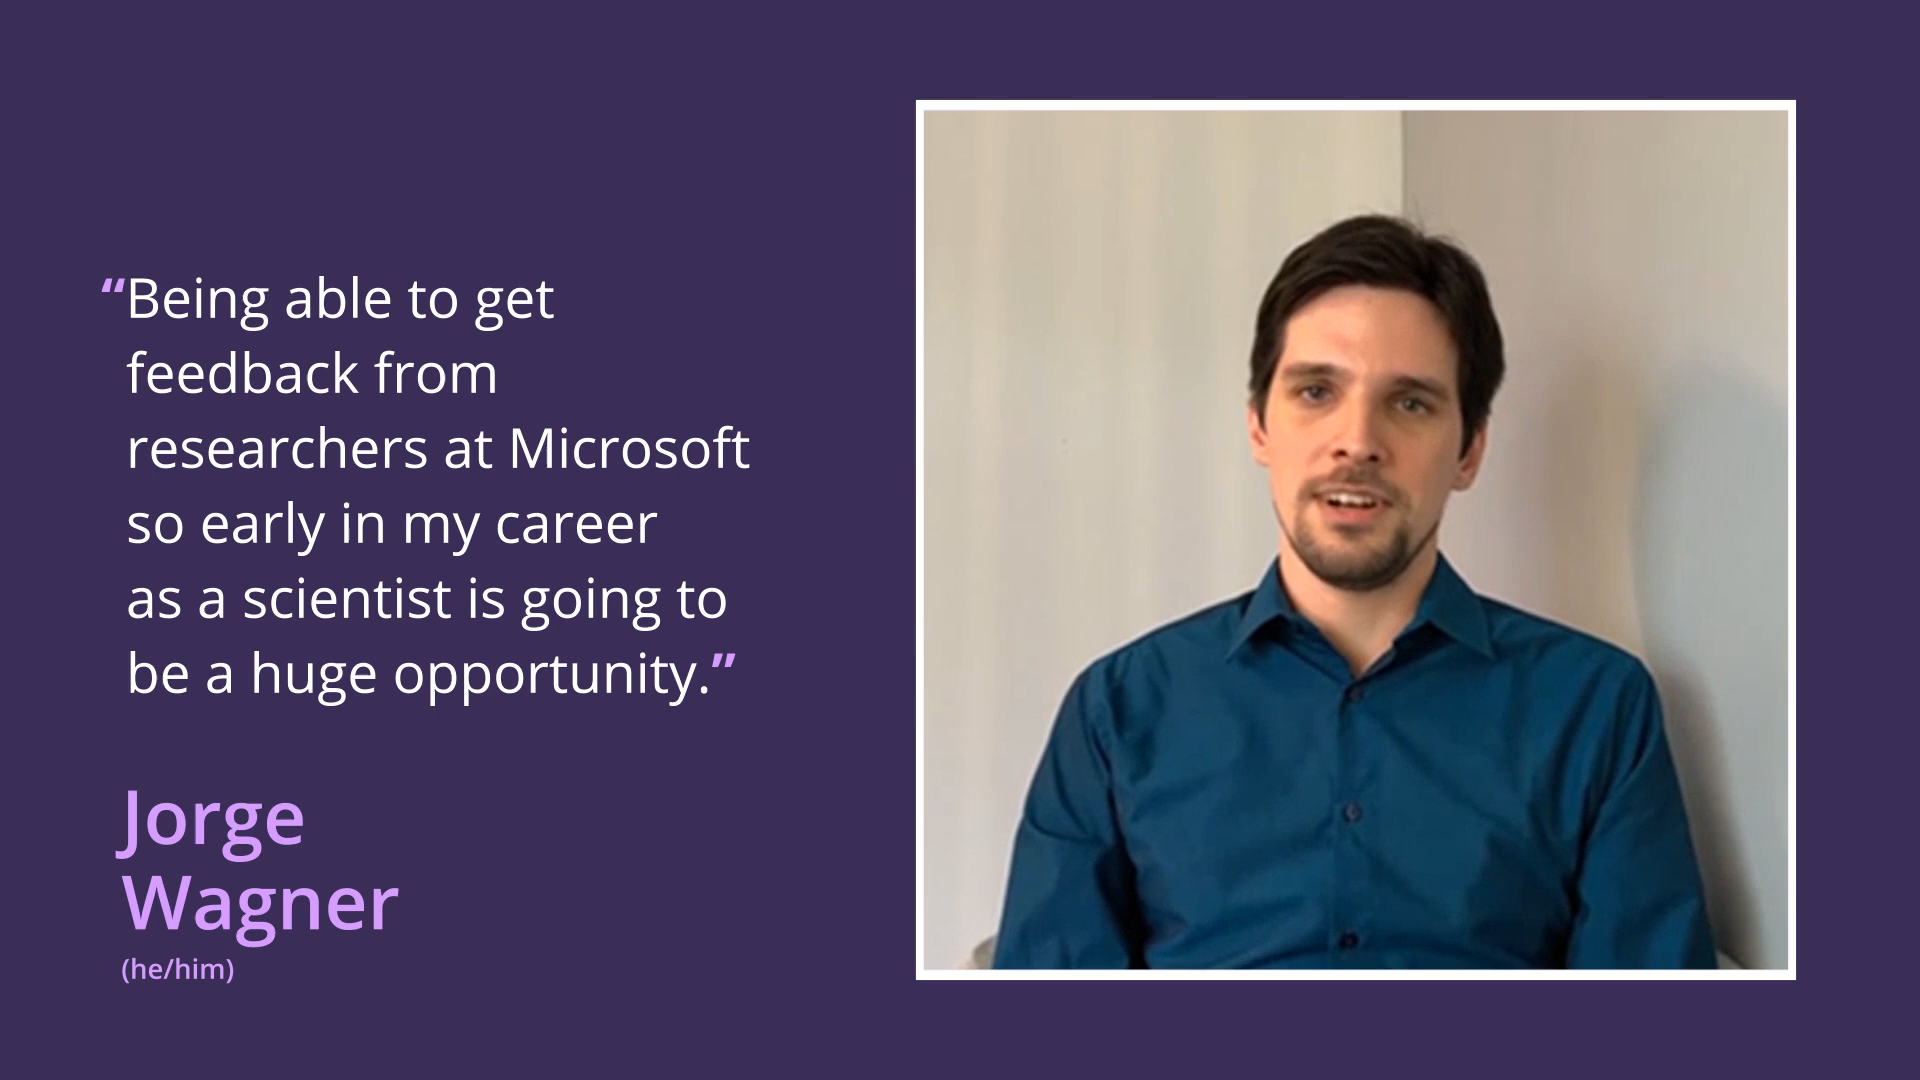 “Being able to get
feedback from
researchers at Microsoft
so early in my career
as a scientist is going to
be a huge opportunity.”
Jorge
Wagner
(he/him)